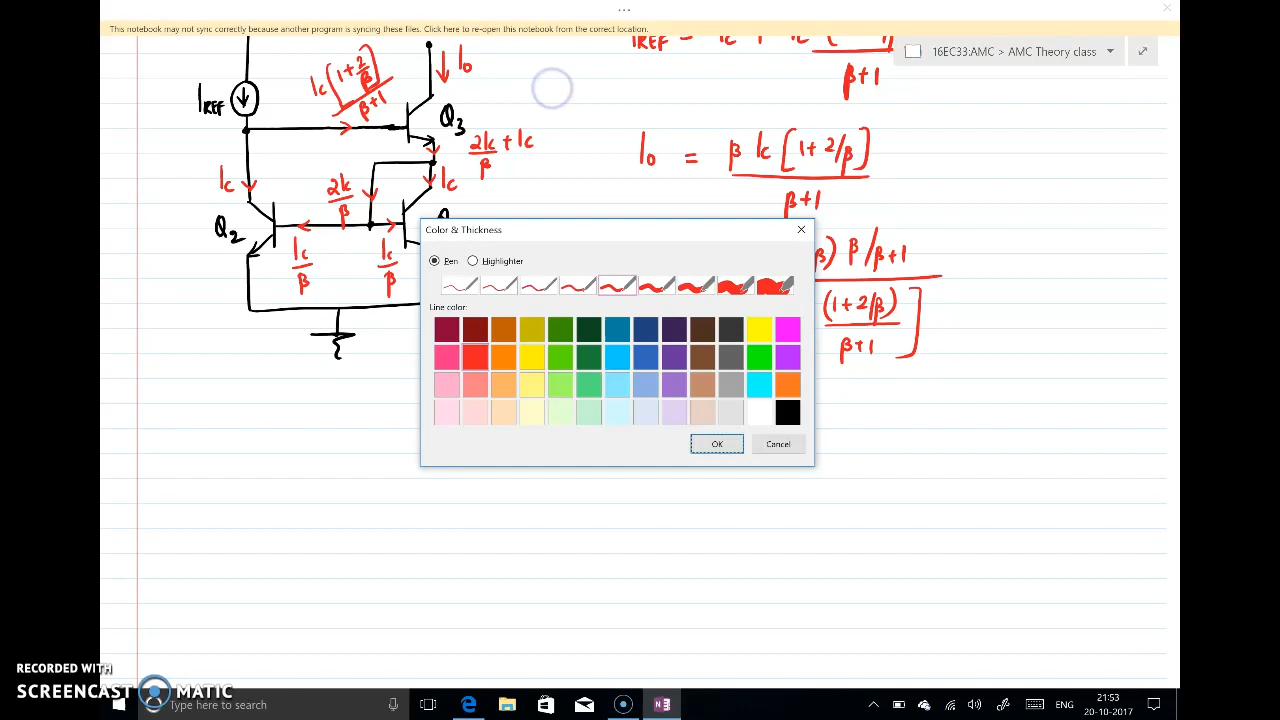 ...
This notebook may not sync correctly because another program is syncing these files. Click here to re-open this notebook from the correct location.
IREF =
β+1
16EC33:AMC > AMC Theory class
IREF
IC(1+2/β)
β+1
IO
Q3
2IC/β + IC
IO = βIC[1+2/β]
β+1
IC
2IC/β
IC
Q2
IC/β
IC/β
β) β/β+1
(1+2/β)]
β+1
Color & Thickness
Pen
Highlighter
Line color:
OK
Cancel
RECORDED WITH
SCREENCAST MATIC
Type here to search
ENG
21:53
20-10-2017